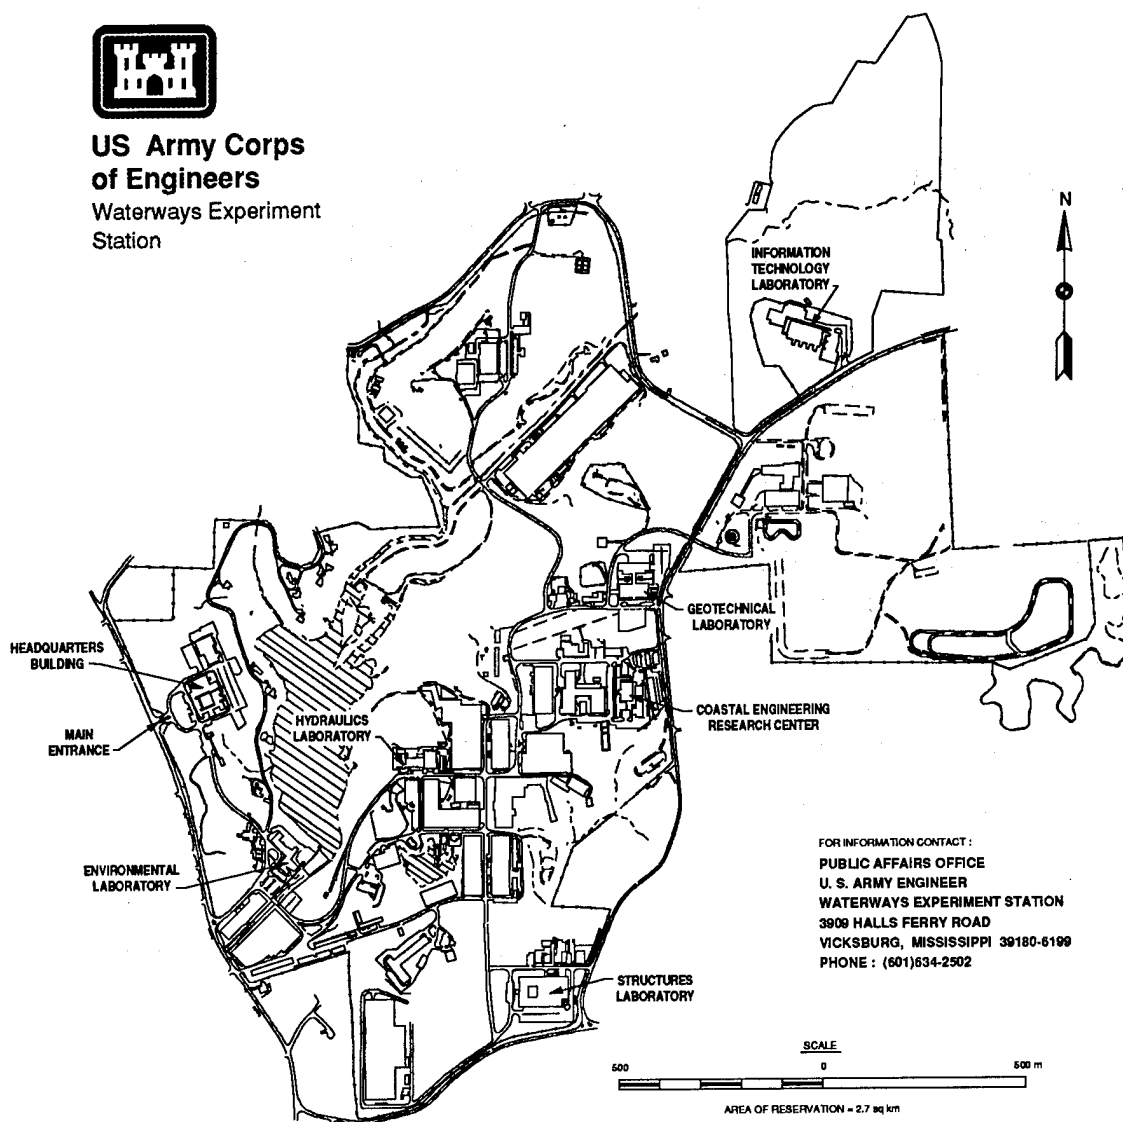 US Army Corps
of Engineers
Waterways Experiment
Station
N
INFORMATION
TECHNOLOGY
LABORATORY
GEOTECHNICAL
LABORATORY
HEADQUARTERS
BUILDING
MAIN
ENTRANCE
HYDRAULICS
LABORATORY
COASTAL ENGINEERING
RESEARCH CENTER
ENVIRONMENTAL
LABORATORY
STRUCTURES
LABORATORY
FOR INFORMATION CONTACT :
PUBLIC AFFAIRS OFFICE
U. S. ARMY ENGINEER
WATERWAYS EXPERIMENT STATION
3909 HALLS FERRY ROAD
VICKSBURG, MISSISSIPPI 39180-6199
PHONE : (601)634-2502
SCALE
500 0 500 m
AREA OF RESERVATION = 2.7 sq km